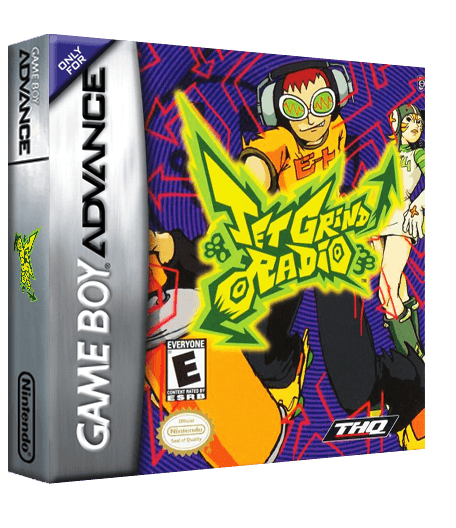 GAME BOY
ADVANCE
Nintendo®
ONLY
FOR
GAME BOY ADVANCE
ビート
JET GRIND
RADIO
EVERYONE
E
CONTENT RATED BY
ESRB
Official
Nintendo
Seal of Quality
THQ